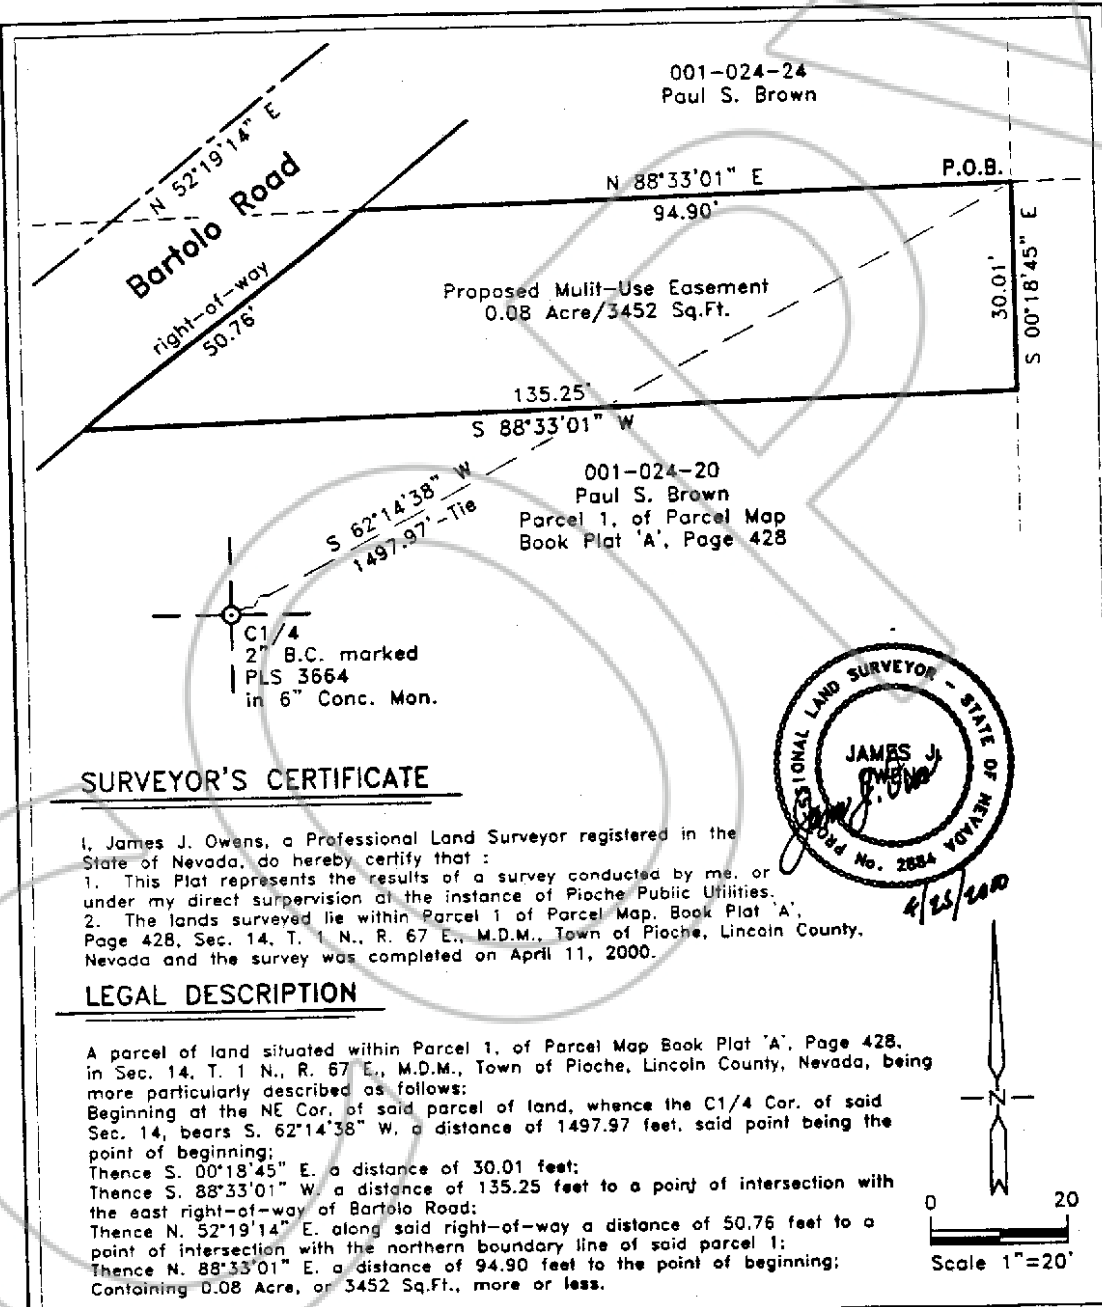 001-024-24
Paul S. Brown
N 52°19'14" E
Bartolo Road
N 88°33'01" E
P.O.B.
94.90'
right-of-way
50.76'
Proposed Mulit-Use Easement
0.08 Acre/3452 Sq.Ft.
30.01'
S 00°18'45" E
135.25'
S 88°33'01" W
001-024-20
Paul S. Brown
Parcel 1, of Parcel Map
Book Plat 'A', Page 428
S 62°14'38" W
1497.97'-Tie
C1/4
2" B.C. marked
PLS 3664
in 6" Conc. Mon.
PROFESSIONAL LAND SURVEYOR - STATE OF NEVADA
JAMES J.
OWENS
No. 2884
4/25/2000
SURVEYOR'S CERTIFICATE
I, James J. Owens, a Professional Land Surveyor registered in the
State of Nevada, do hereby certify that :
1. This Plat represents the results of a survey conducted by me, or
under my direct surpervision at the instance of Pioche Public Utilities.
2. The lands surveyed lie within Parcel 1 of Parcel Map, Book Plat 'A',
Page 428, Sec. 14, T. 1 N., R. 67 E., M.D.M., Town of Pioche, Lincoln County,
Nevada and the survey was completed on April 11, 2000.
LEGAL DESCRIPTION
A parcel of land situated within Parcel 1, of Parcel Map Book Plat 'A', Page 428,
in Sec. 14, T. 1 N., R. 67 E., M.D.M., Town of Pioche, Lincoln County, Nevada, being
more particularly described as follows:
Beginning at the NE Cor. of said parcel of land, whence the C1/4 Cor. of said
Sec. 14, bears S. 62°14'38" W. a distance of 1497.97 feet, said point being the
point of beginning;
Thence S. 00°18'45" E. a distance of 30.01 feet;
Thence S. 88°33'01" W. a distance of 135.25 feet to a point of intersection with
the east right-of-way of Bartolo Road;
Thence N. 52°19'14" E. along said right-of-way a distance of 50.76 feet to a
point of intersection with the northern boundary line of said parcel 1;
Thence N. 88°33'01" E. a distance of 94.90 feet to the point of beginning;
Containing 0.08 Acre, or 3452 Sq.Ft., more or less.
N
0 20
Scale 1"=20'